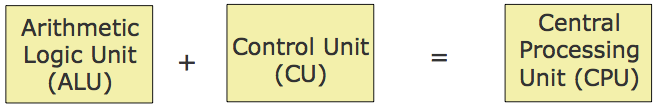 Arithmetic
Logic Unit
(ALU)
+
Control Unit
(CU)
=
Central
Processing
Unit (CPU)